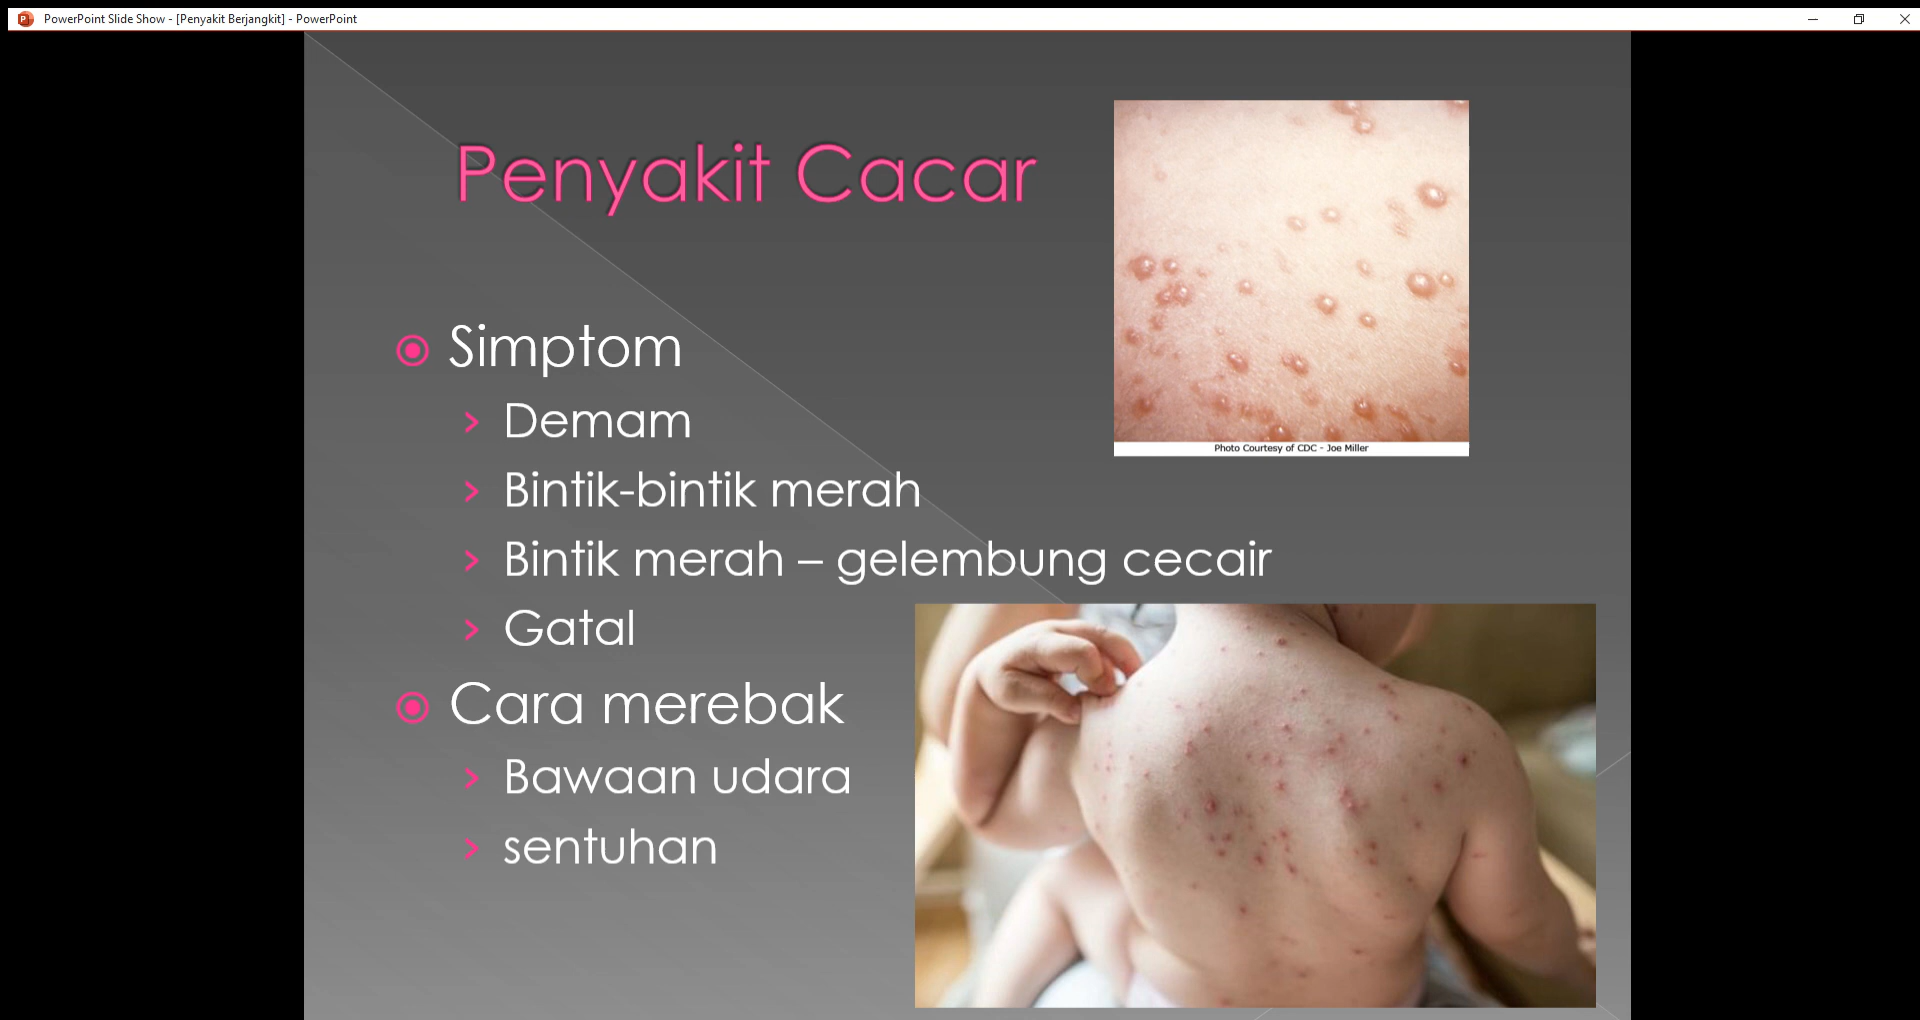 PowerPoint Slide Show - [Penyakit Berjangkit] - PowerPoint
Penyakit Cacar
Photo Courtesy of CDC - Joe Miller
Simptom
Demam
Bintik-bintik merah
Bintik merah – gelembung cecair
Gatal
Cara merebak
Bawaan udara
sentuhan